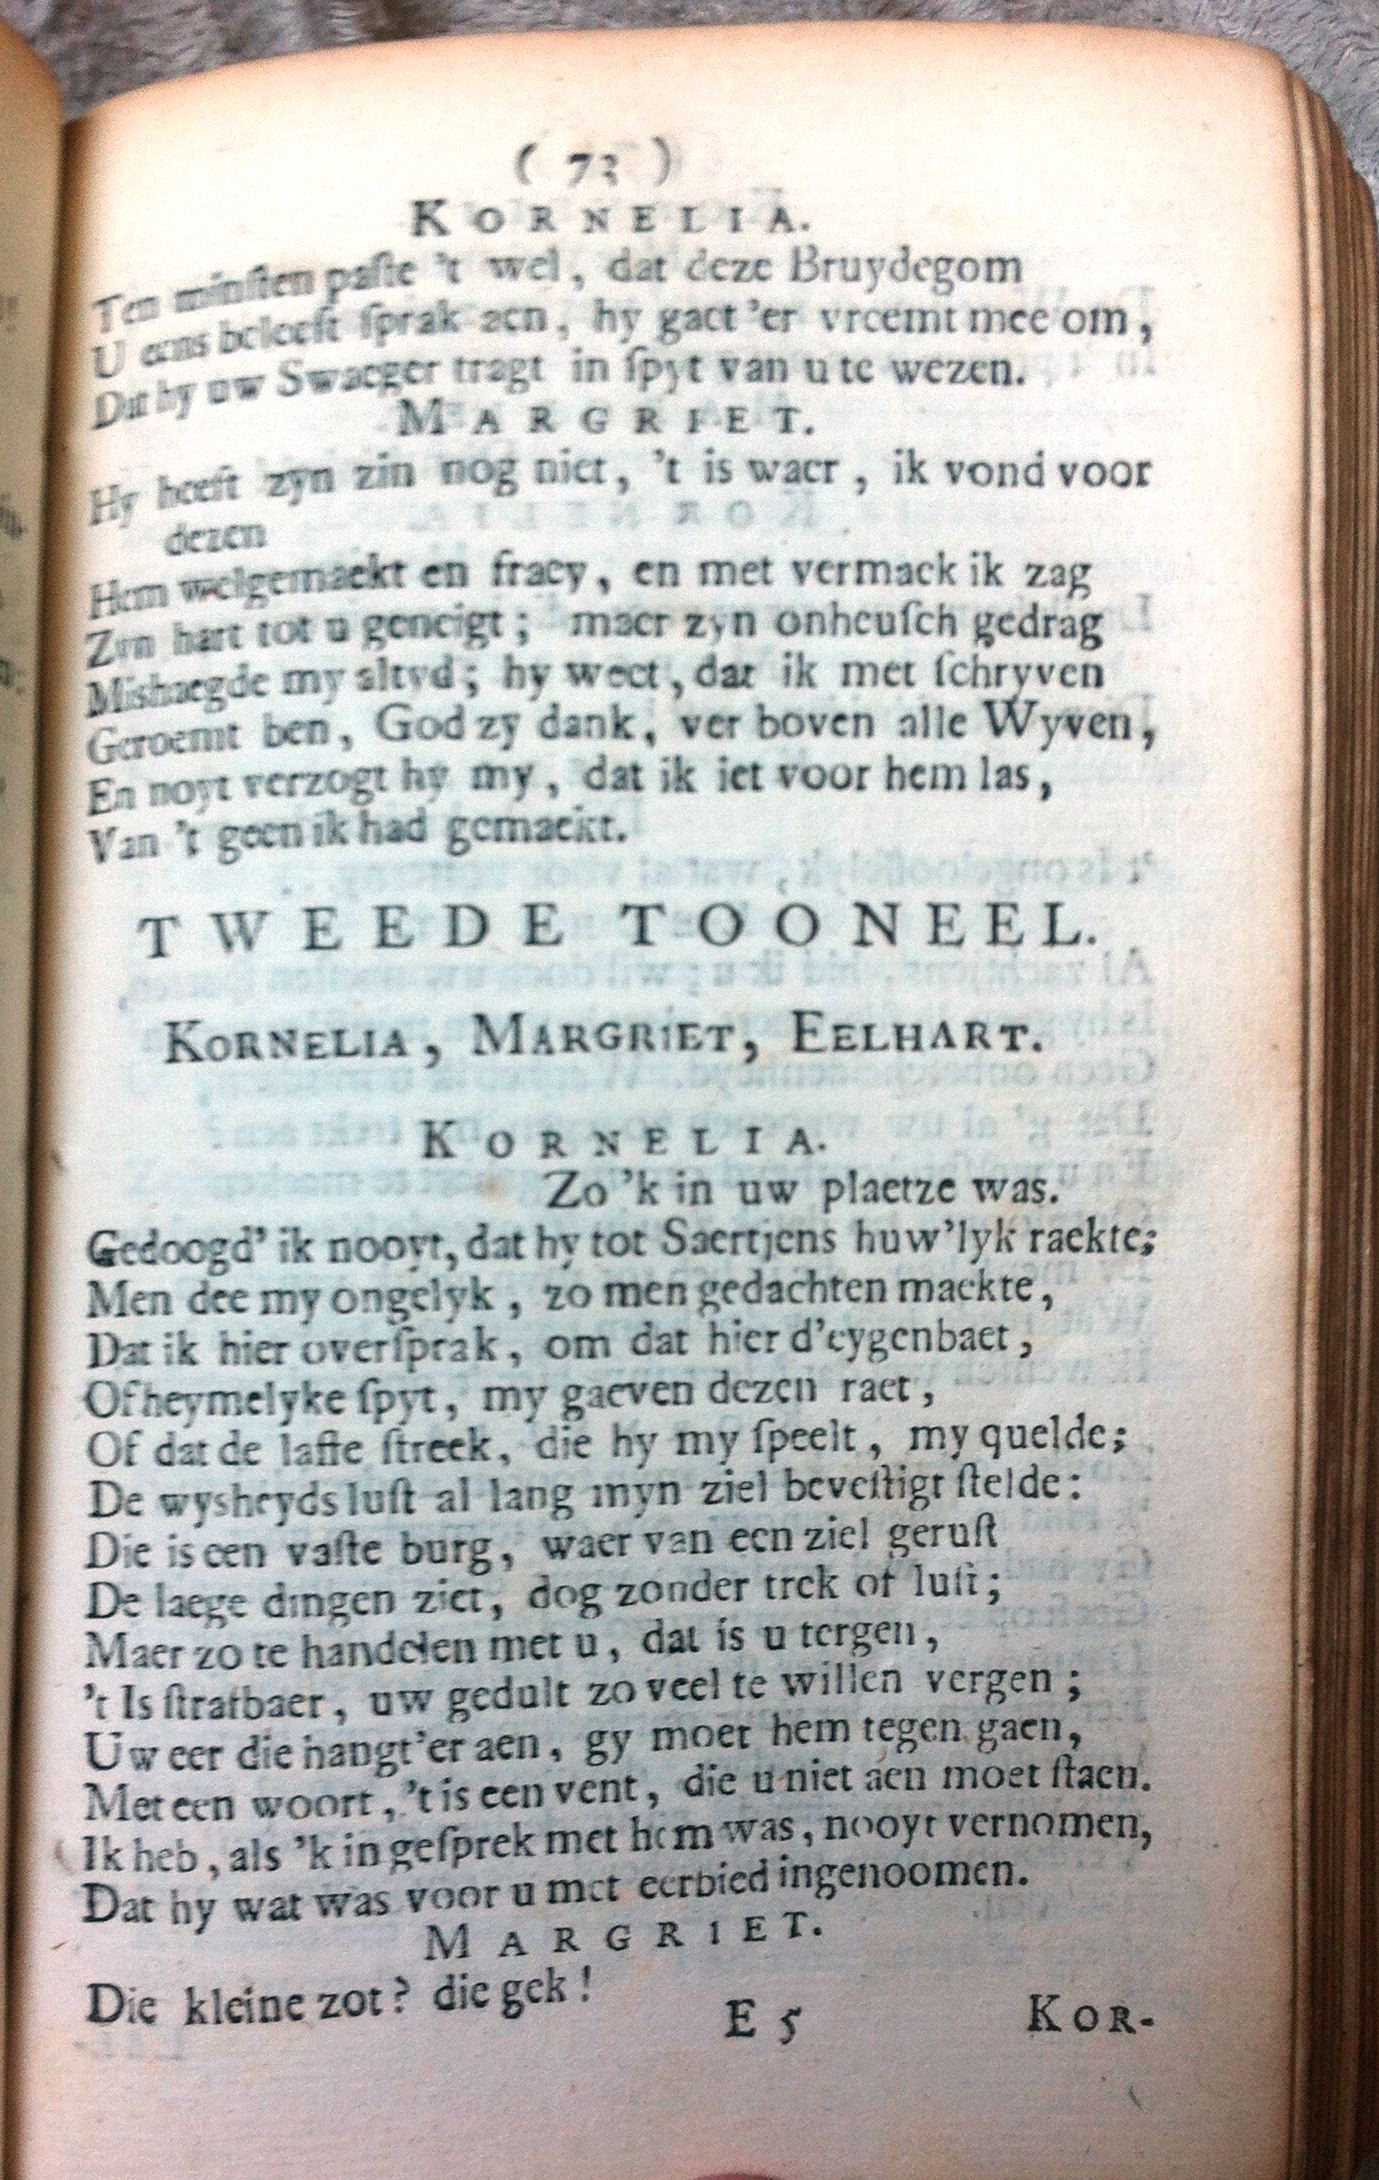 ( 73 )
KORNELIA.
Ten minſten paſte 't wel, dat deze Bruydegom
U eens beleeft ſprak aen, hy gaet 'er vreemt mee om,
Dat hy uw Swaeger tragt in ſpyt van u te wezen.
MARGRIET.
Hy heeft zyn zin nog niet, 't is waer, ik vond voor
dezen
Hem welgemaekt en fraey, en met vermaek ik zag
Zyn hart tot u geneigt; maer zyn onheuſch gedrag
Mishaegde my altyd; hy weet, dat ik met ſchryven
Geroemt ben, God zy dank, ver boven alle Wyven,
En noyt verzogt hy my, dat ik iet voor hem las,
Van 't geen ik had gemaekt.
TWEEDE TOONEEL.
KORNELIA, MARGRIET, EELHART.
KORNELIA.
Zo 'k in uw plaetze was.
Gedoogd' ik nooyt, dat hy tot Saertjens huw'lyk raekte;
Men dee my ongelyk, zo men gedachten maekte,
Dat ik hier overſprak, om dat hier d'eygenbaet,
Of heymelyke ſpyt, my gaeven dezen raet,
Of dat de laffe ſtreek, die hy my ſpeelt, my quelde;
De wysheyds luſt al lang myn ziel beveiſtigt ſtelde:
Die is een vaſte burg, waer van een ziel geruſt
De laege dingen ziet, dog zonder trek of luſt;
Maer zo te handelen met u, dat is u tergen,
't Is ſtrafbaer, uw gedult zo veel te willen vergen;
Uw eer die hangt'er aen, gy moet hem tegen gaen,
Met een woort, 't is een vent, die u niet aen moet ſtaen.
Ik heb, als 'k in geſprek met hem was, nooyt vernomen,
Dat hy wat was voor u met eerbied ingenoomen.
MARGRIET.
Die kleine zot? die gek!
E 5 KOR-